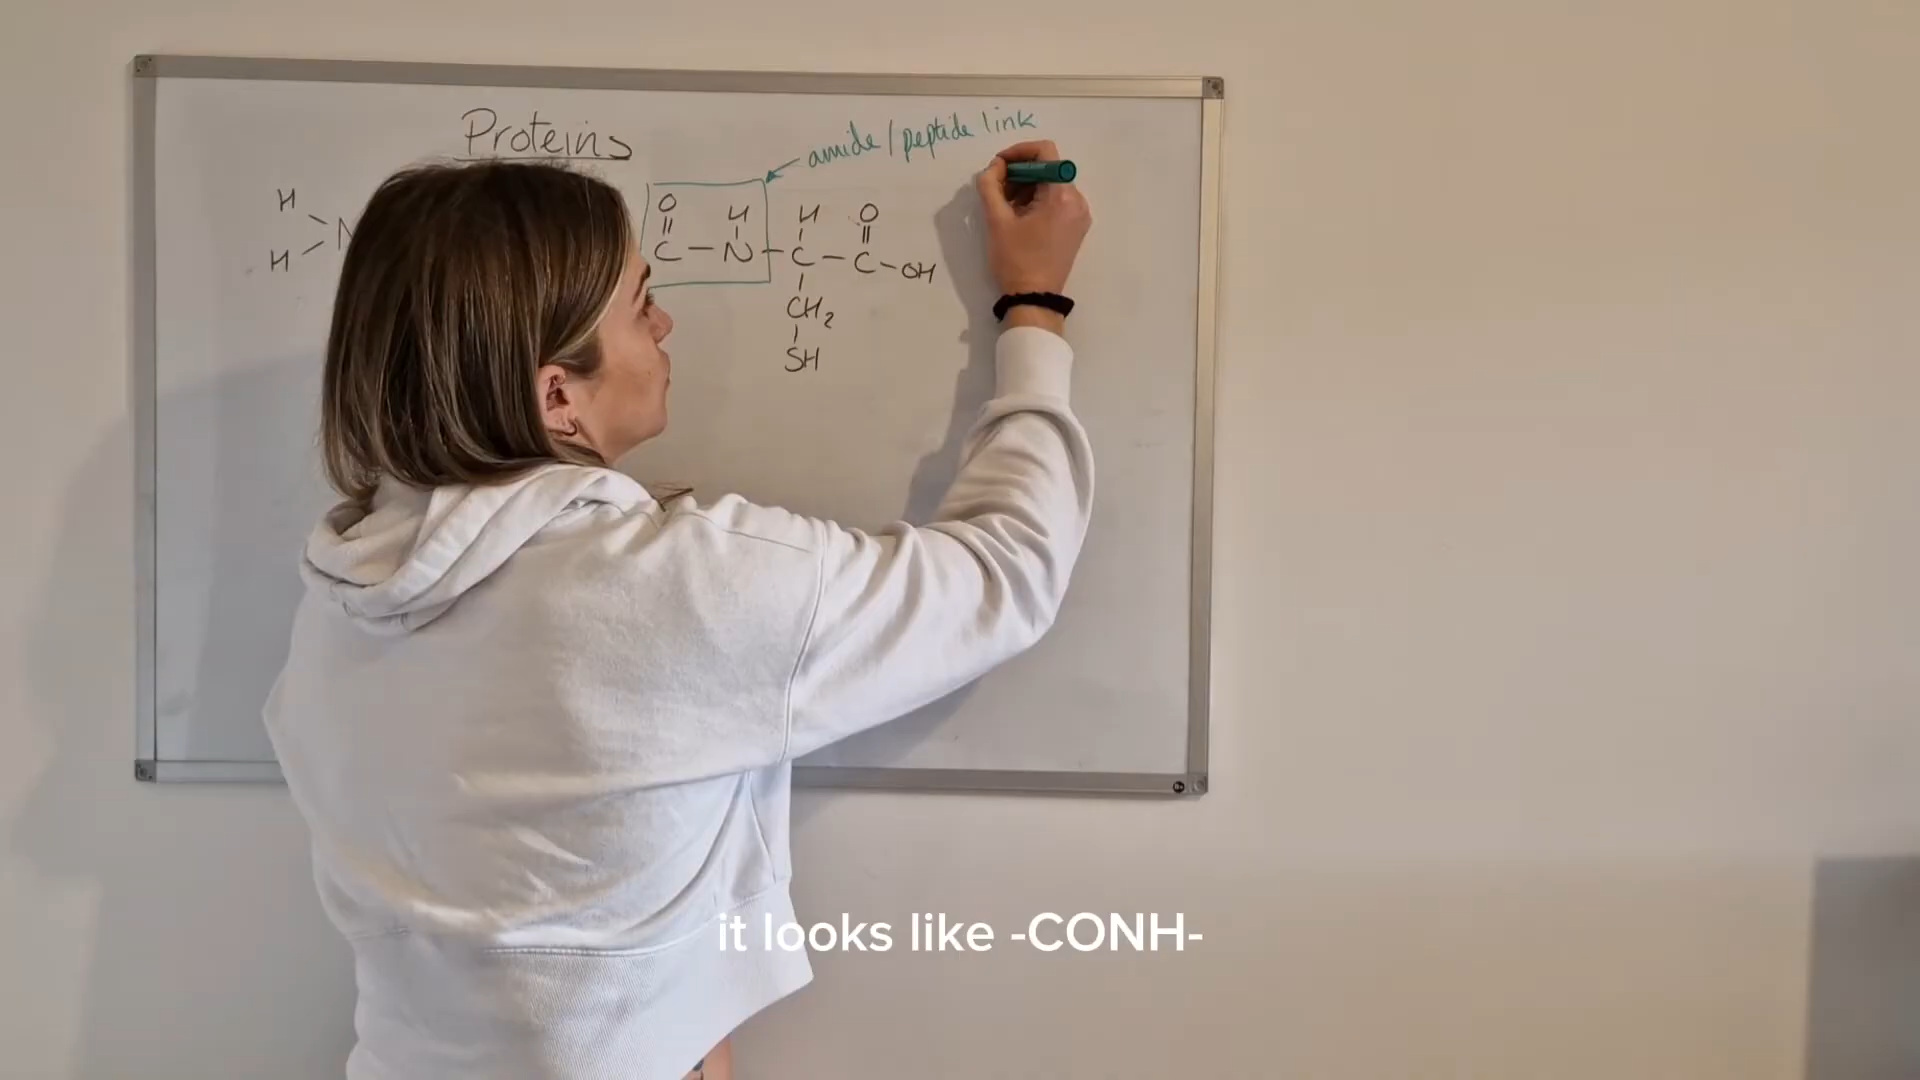 Proteins
amide/peptide link
H
O H H O
N
C - N - C - C - OH
H
CH2
SH
it looks like -CONH-